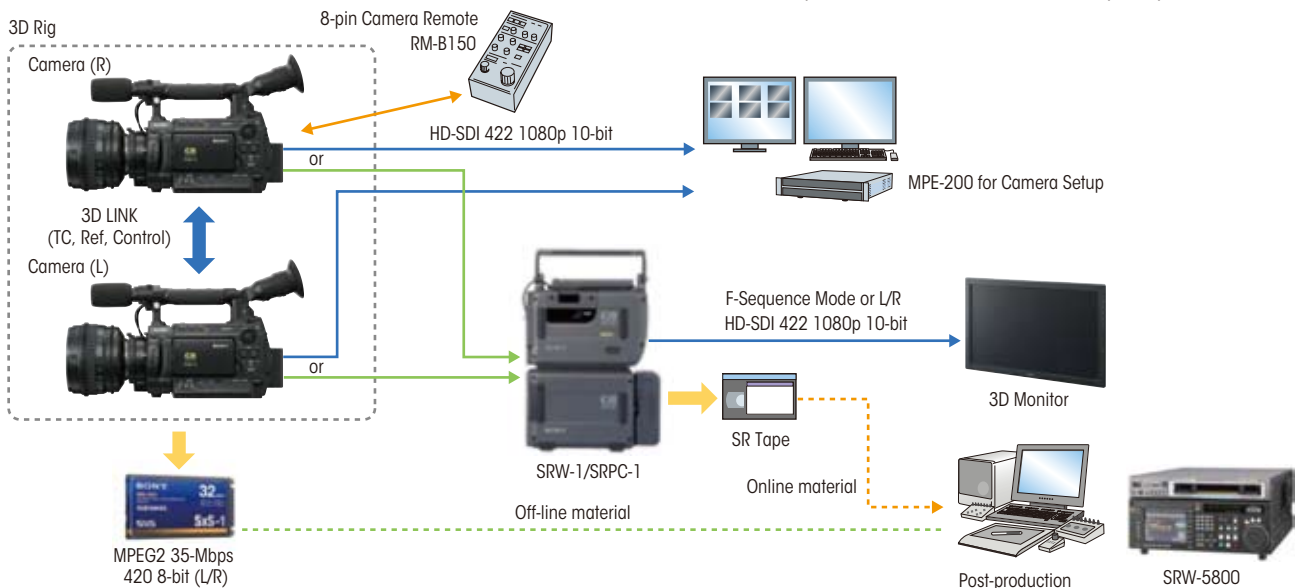 3D Rig
Camera (R)
8-pin Camera Remote
RM-B150
HD-SDI 422 1080p 10-bit
or
MPE-200 for Camera Setup
3D LINK
(TC, Ref, Control)
Camera (L)
or
F-Sequence Mode or L/R
HD-SDI 422 1080p 10-bit
3D Monitor
SRW-1/SRPC-1
SR Tape
Online material
Off-line material
SONY
32
SxS-1
MPEG2 35-Mbps
420 8-bit (L/R)
Post-production
SRW-5800